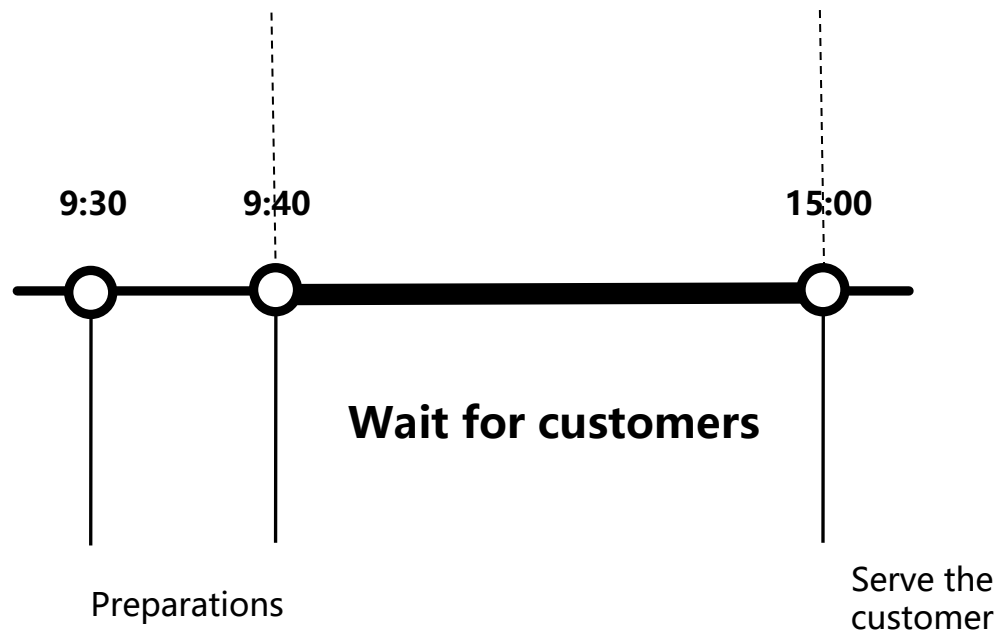 9:30
9:40
15:00
Wait for customers
Preparations
Serve the
customer